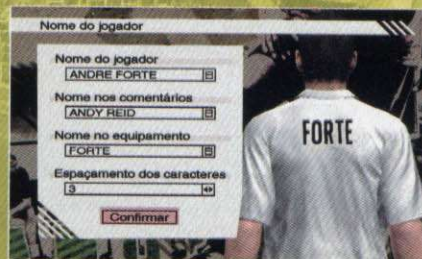 Nome do jogador
Nome do jogador
ANDRE FORTE
Nome nos comentários
ANDY REID
Nome no equipamento
FORTE
Espaçamento dos caracteres
3
Confirmar
FORTE